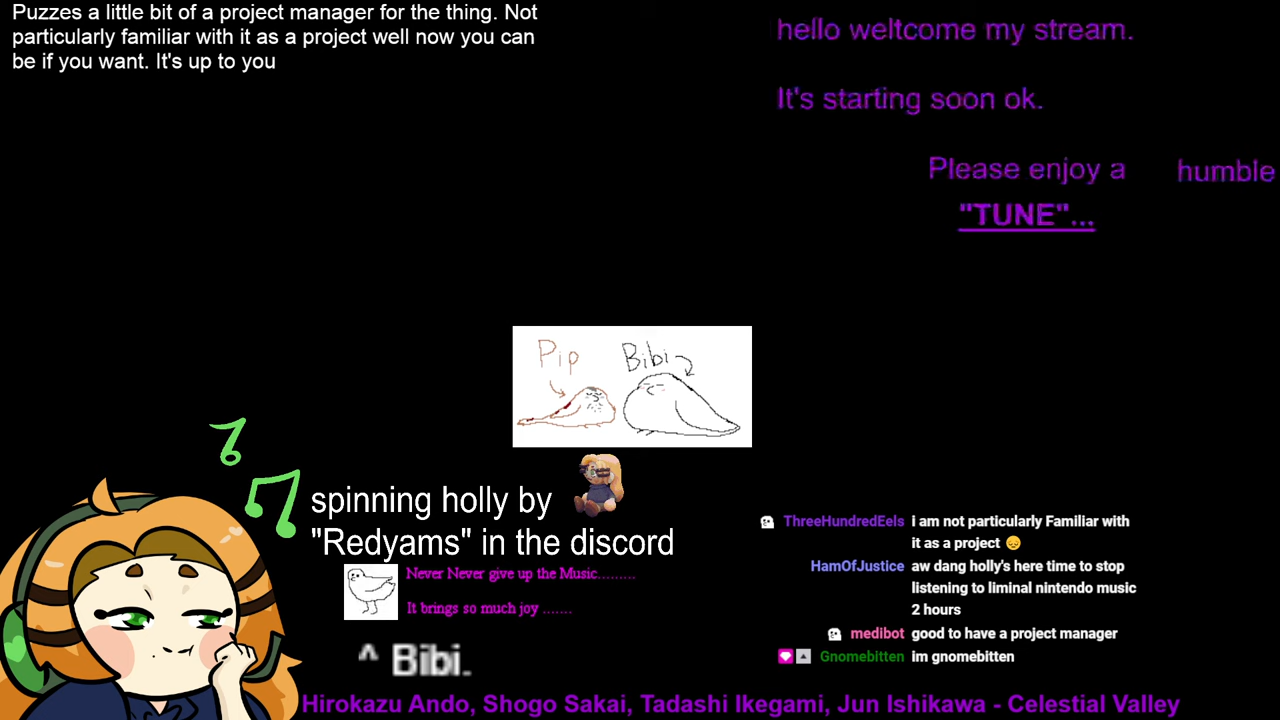 Puzzes a little bit of a project manager for the thing. Not
particularly familiar with it as a project well now you can
be if you want. It's up to you
hello weltcome my stream.
It's starting soon ok.
Please enjoy a humble
"TUNE"...
Pip
Bibi
spinning holly by
"Redyams" in the discord
Never Never give up the Music.........
It brings so much joy .......
^ Bibi.
ThreeHundredEels i am not particularly Familiar with
it as a project 😞
HamOfJustice aw dang holly's here time to stop
listening to liminal nintendo music
2 hours
medibot good to have a project manager
Gnomebitten im gnomebitten
Hirokazu Ando, Shogo Sakai, Tadashi Ikegami, Jun Ishikawa - Celestial Valley